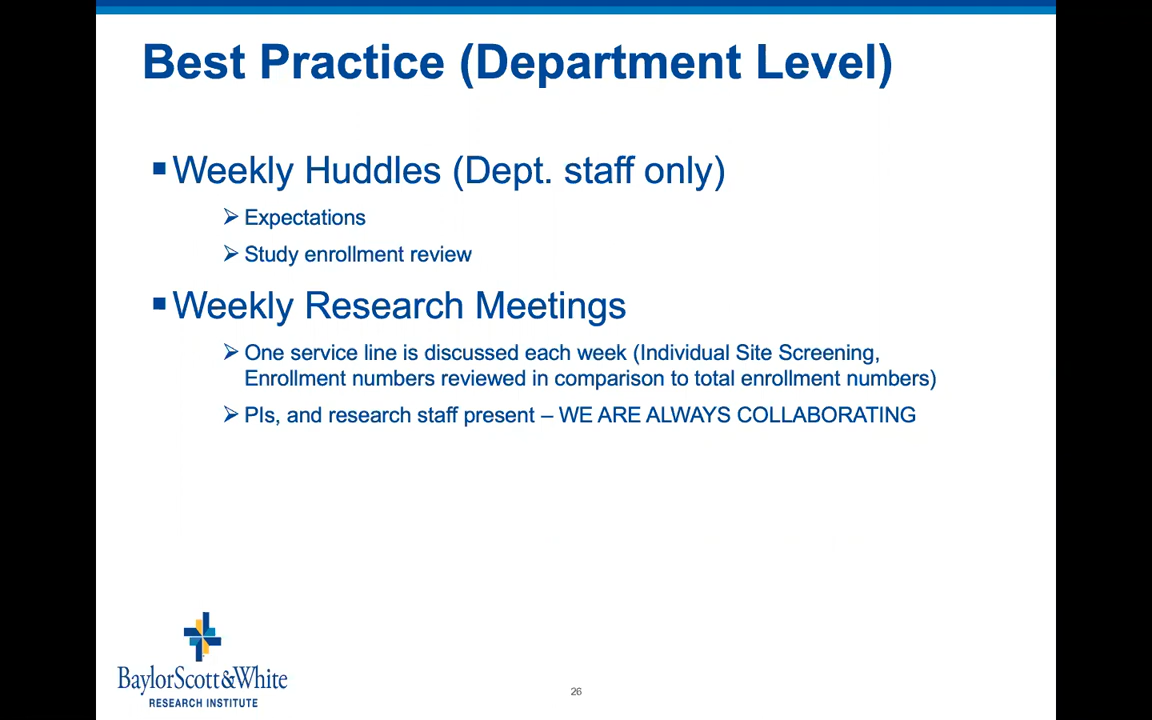 Best Practice (Department Level)
▪ Weekly Huddles (Dept. staff only)
➢ Expectations
➢ Study enrollment review
▪ Weekly Research Meetings
➢ One service line is discussed each week (Individual Site Screening,
Enrollment numbers reviewed in comparison to total enrollment numbers)
➢ PIs, and research staff present – WE ARE ALWAYS COLLABORATING
BaylorScott&White
RESEARCH INSTITUTE
26